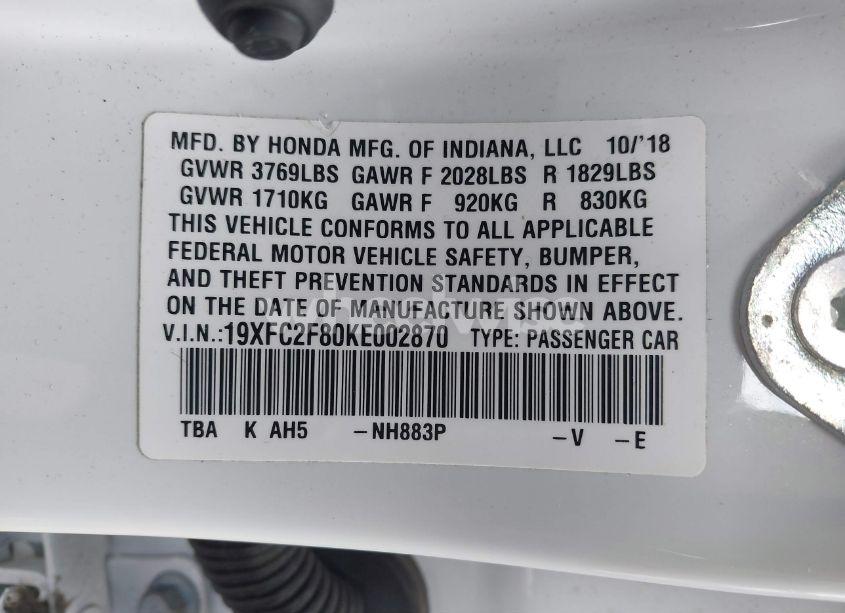 MFD. BY HONDA MFG. OF INDIANA, LLC 10/'18
GVWR 3769LBS GAWR F 2028LBS R 1829LBS
GVWR 1710KG GAWR F 920KG R 830KG
THIS VEHICLE CONFORMS TO ALL APPLICABLE
FEDERAL MOTOR VEHICLE SAFETY, BUMPER,
AND THEFT PREVENTION STANDARDS IN EFFECT
ON THE DATE OF MANUFACTURE SHOWN ABOVE.
V.I.N.:19XFC2F80KE002870 TYPE: PASSENGER CAR
TBA K AH5 -NH883P -V -E